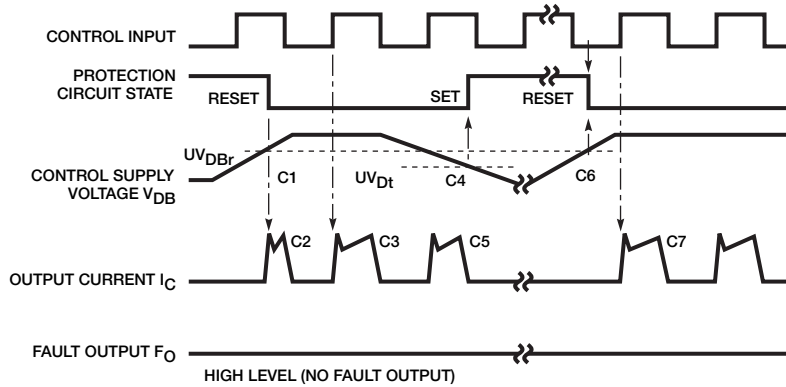 CONTROL INPUT
PROTECTION
CIRCUIT STATE
RESET
SET
RESET
UVDBr
CONTROL SUPPLY
VOLTAGE VDB
C1
UVDt
C4
C6
C2
C3
C5
C7
OUTPUT CURRENT IC
FAULT OUTPUT FO
HIGH LEVEL (NO FAULT OUTPUT)